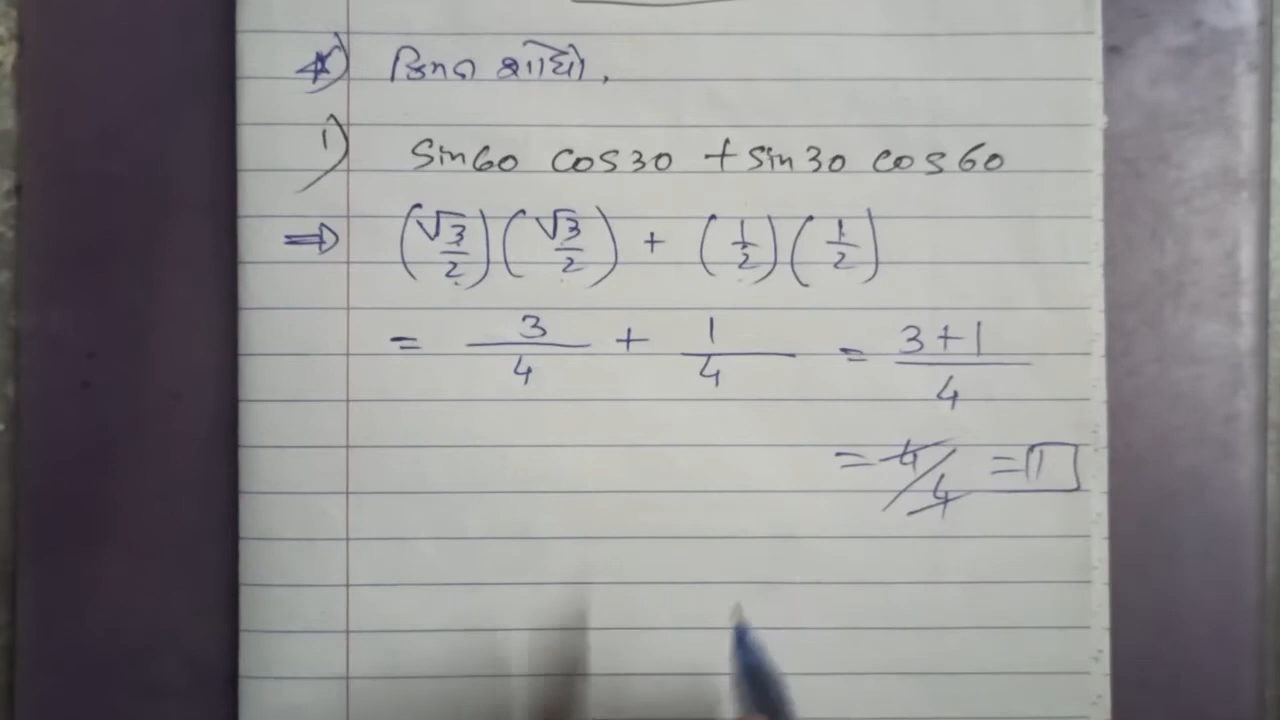 *) કિંમત શોધો.
1) Sin60 cos30 + sin30 cos60
⇒ (√3/2)(√3/2) + (1/2)(1/2)
= 3/4 + 1/4 = 3+1/4
= 4/4 = 1